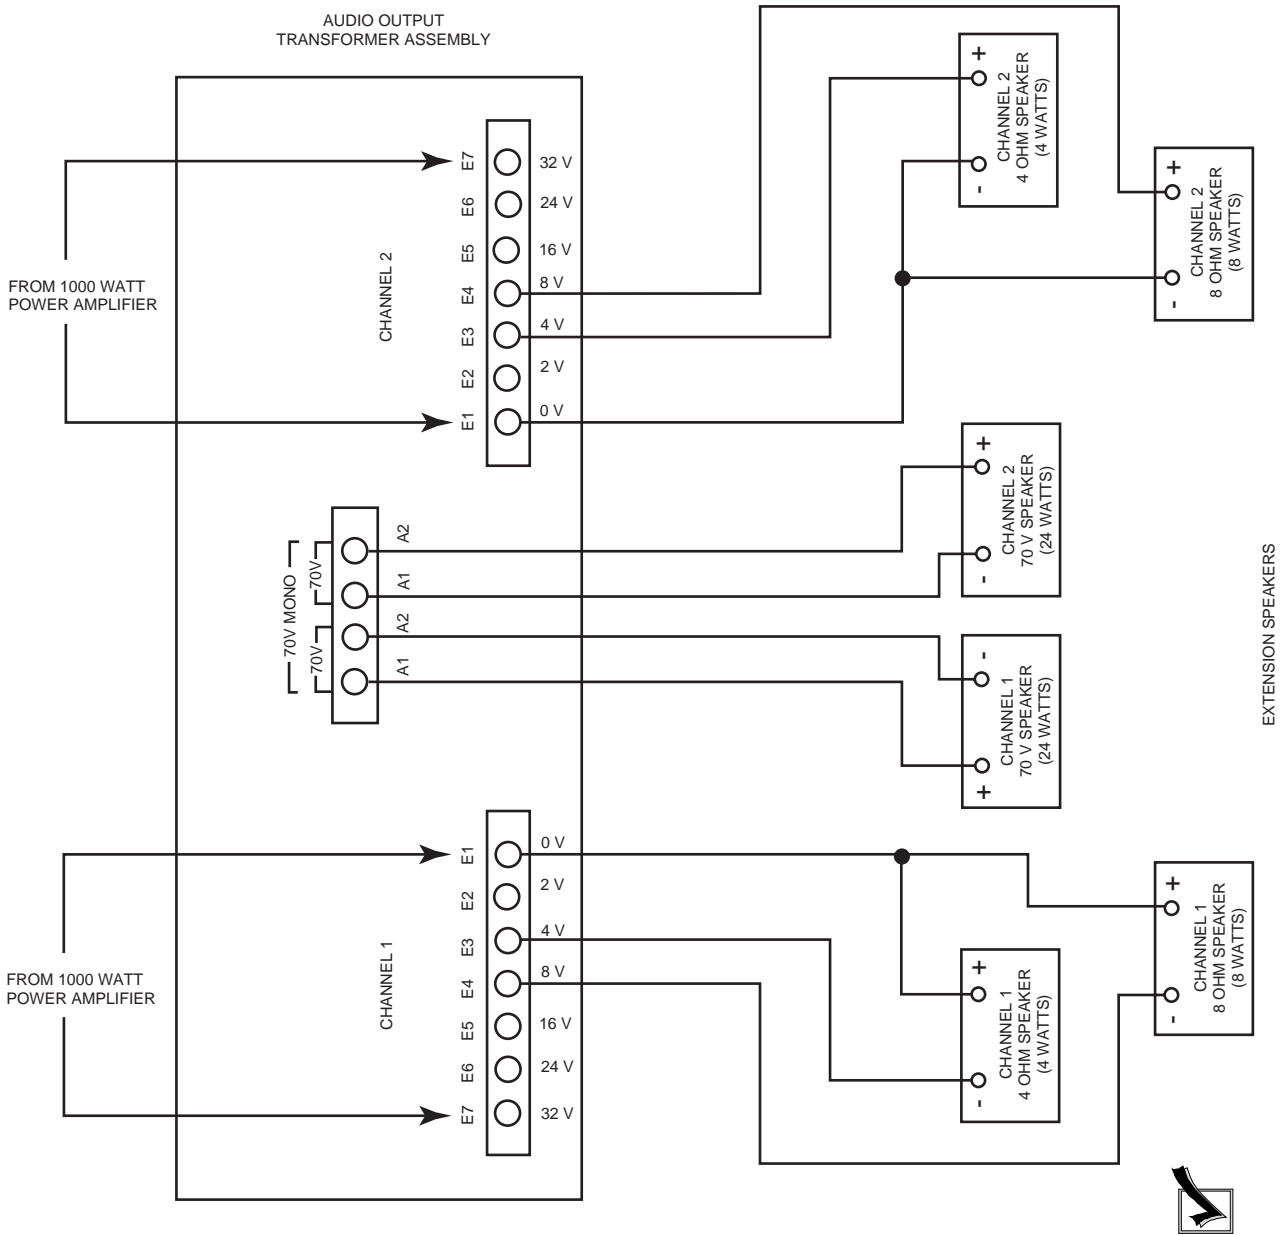 AUDIO OUTPUT
TRANSFORMER ASSEMBLY
FROM 1000 WATT
POWER AMPLIFIER
CHANNEL 2
E7
32 V
E6
24 V
E5
16 V
E4
8 V
E3
4 V
E2
2 V
E1
0 V
+
CHANNEL 2
4 OHM SPEAKER
(4 WATTS)
-
+
CHANNEL 2
8 OHM SPEAKER
(8 WATTS)
-
70V MONO
70V
70V
A2
A1
A2
A1
+
CHANNEL 2
70 V SPEAKER
(24 WATTS)
-
-
CHANNEL 1
70 V SPEAKER
(24 WATTS)
+
EXTENSION SPEAKERS
FROM 1000 WATT
POWER AMPLIFIER
CHANNEL 1
E1
0 V
E2
2 V
E3
4 V
E4
8 V
E5
16 V
E6
24 V
E7
32 V
+
CHANNEL 1
4 OHM SPEAKER
(4 WATTS)
-
+
CHANNEL 1
8 OHM SPEAKER
(8 WATTS)
-